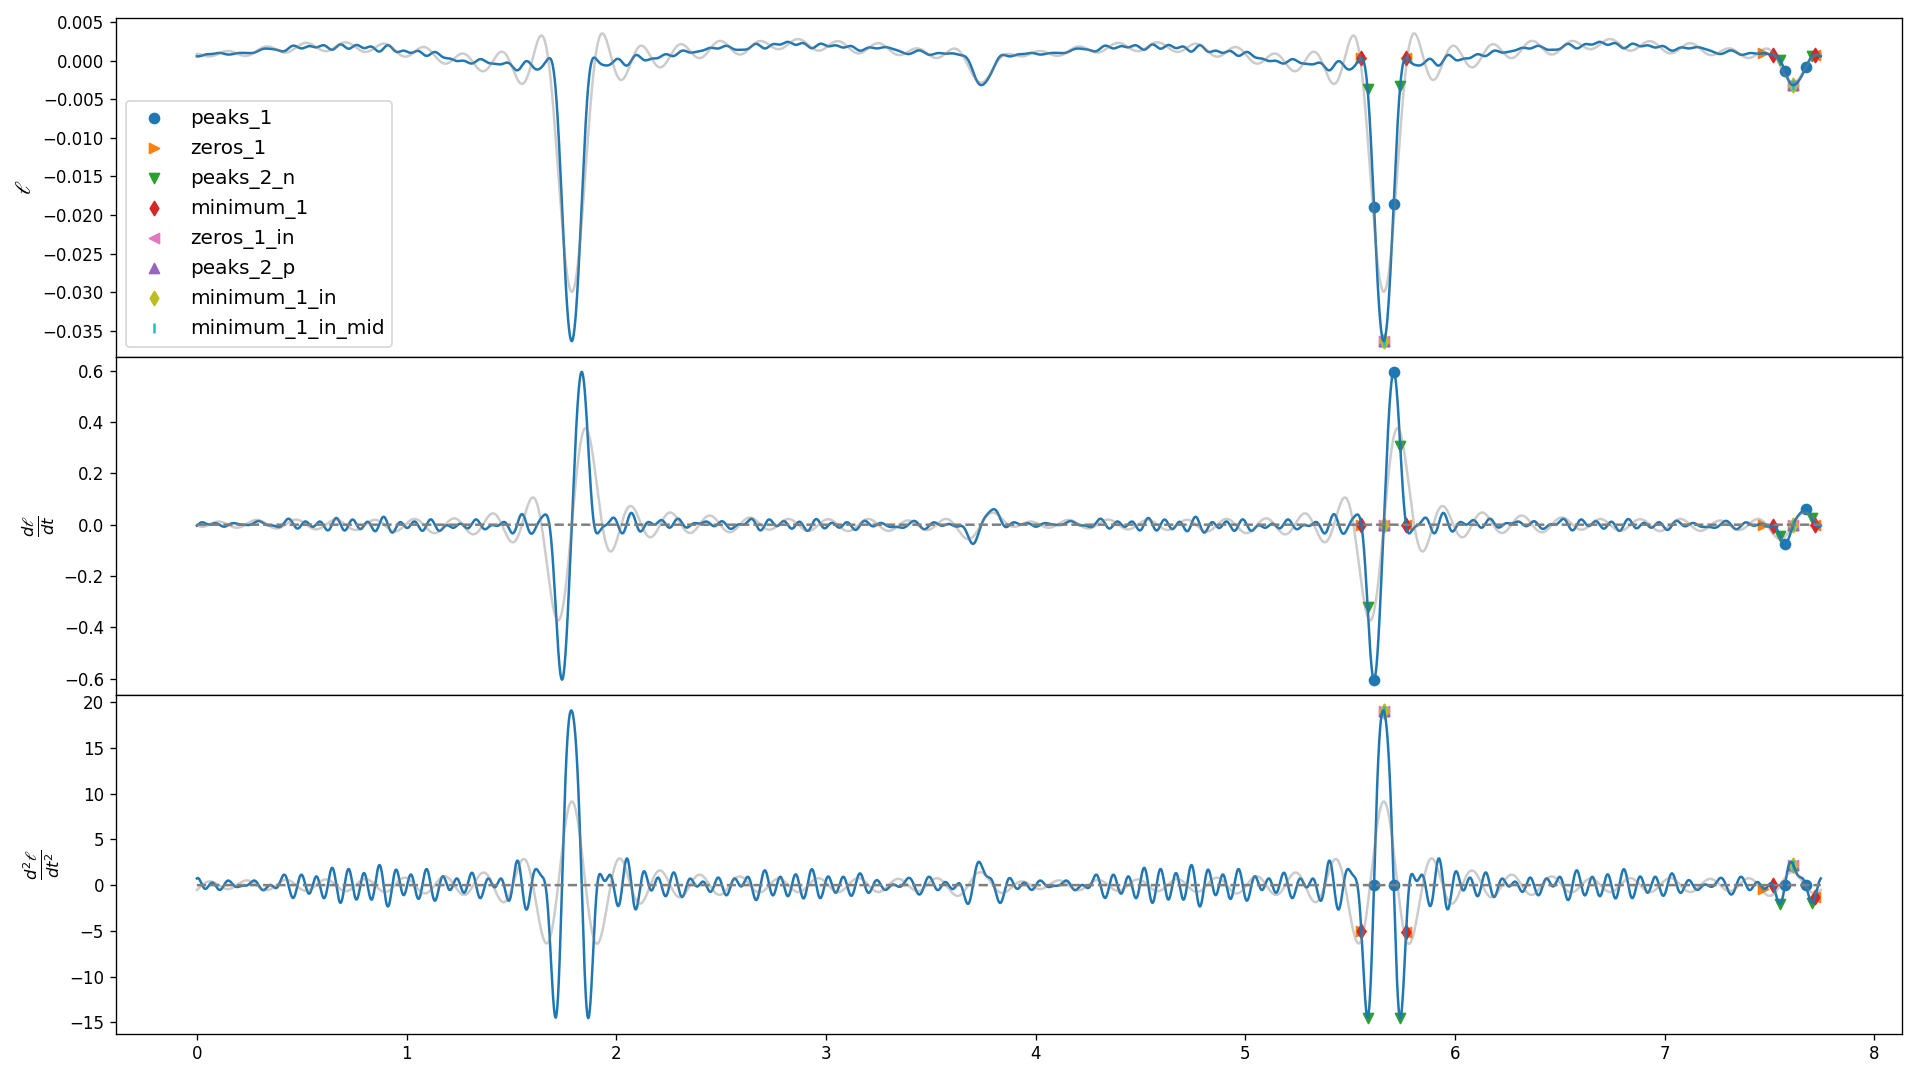 0.005
0.000
−0.005
−0.010
−0.015
−0.020
−0.025
−0.030
−0.035
ℓ
peaks_1
zeros_1
peaks_2_n
minimum_1
zeros_1_in
peaks_2_p
minimum_1_in
minimum_1_in_mid
0.6
0.4
0.2
0.0
−0.2
−0.4
−0.6
dℓ
dt
20
15
10
5
0
−5
−10
−15
d²ℓ
dt²
0 1 2 3 4 5 6 7 8